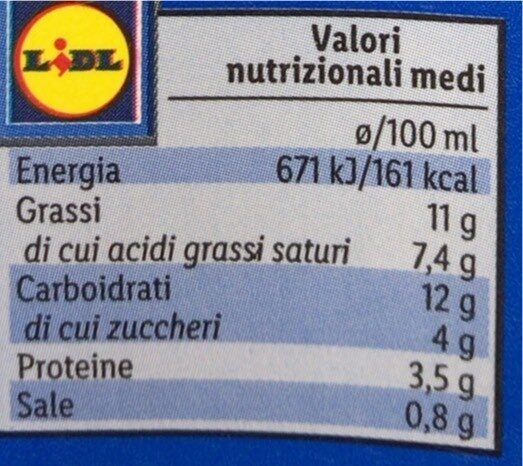 LIDL
Valori
nutrizionali medi
ø/100 ml
Energia 671 kJ/161 kcal
Grassi 11 g
di cui acidi grassi saturi 7,4 g
Carboidrati 12 g
di cui zuccheri 4 g
Proteine 3,5 g
Sale 0,8 g